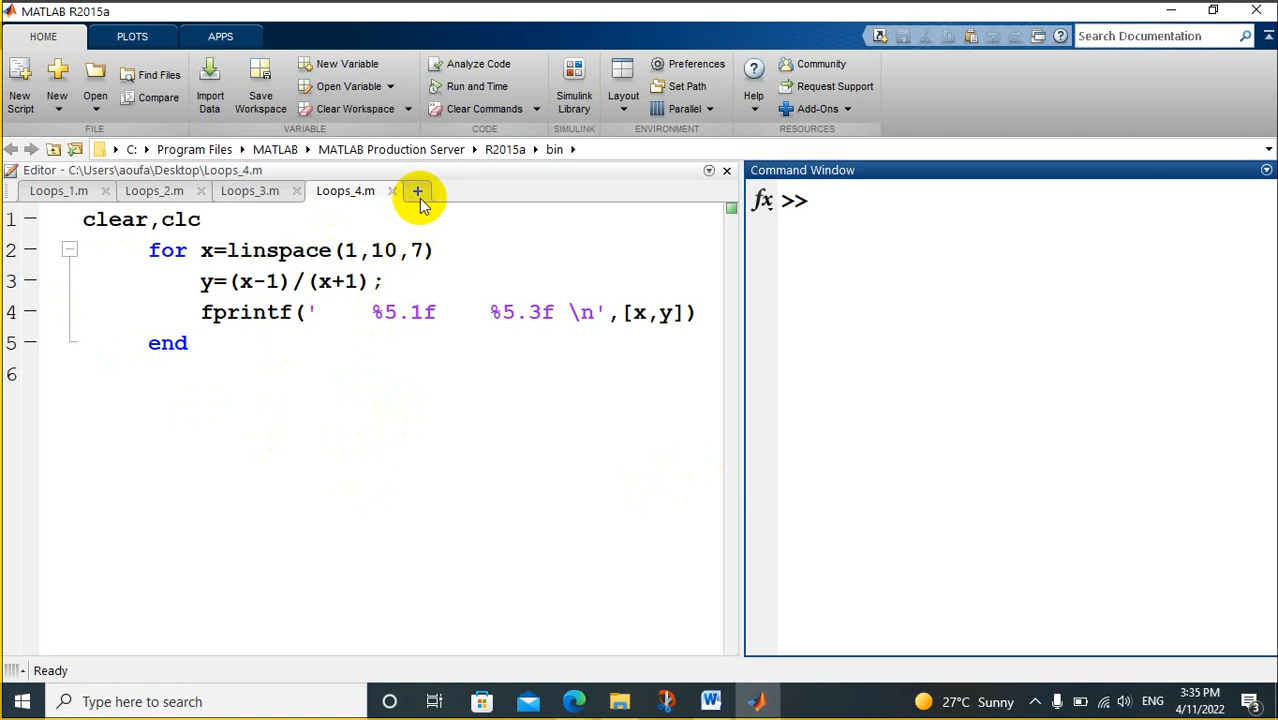 MATLAB R2015a
HOME PLOTS APPS
Search Documentation
New Script
New
Open
Find Files
Compare
Import Data
Save Workspace
New Variable
Open Variable
Clear Workspace
Analyze Code
Run and Time
Clear Commands
Simulink Library
Layout
Preferences
Set Path
Parallel
Help
Community
Request Support
Add-Ons
FILE VARIABLE CODE SIMULINK ENVIRONMENT RESOURCES
C: Program Files MATLAB MATLAB Production Server R2015a bin
Editor - C:\Users\aoufa\Desktop\Loops_4.m
Loops_1.m Loops_2.m Loops_3.m Loops_4.m +
1 clear,clc
2 for x=linspace(1,10,7)
3 y=(x-1)/(x+1);
4 fprintf('    %5.1f    %5.3f \n',[x,y])
5 end
6
Command Window
fx >>
Ready
Type here to search
27°C Sunny
ENG
3:35 PM
4/11/2022
3